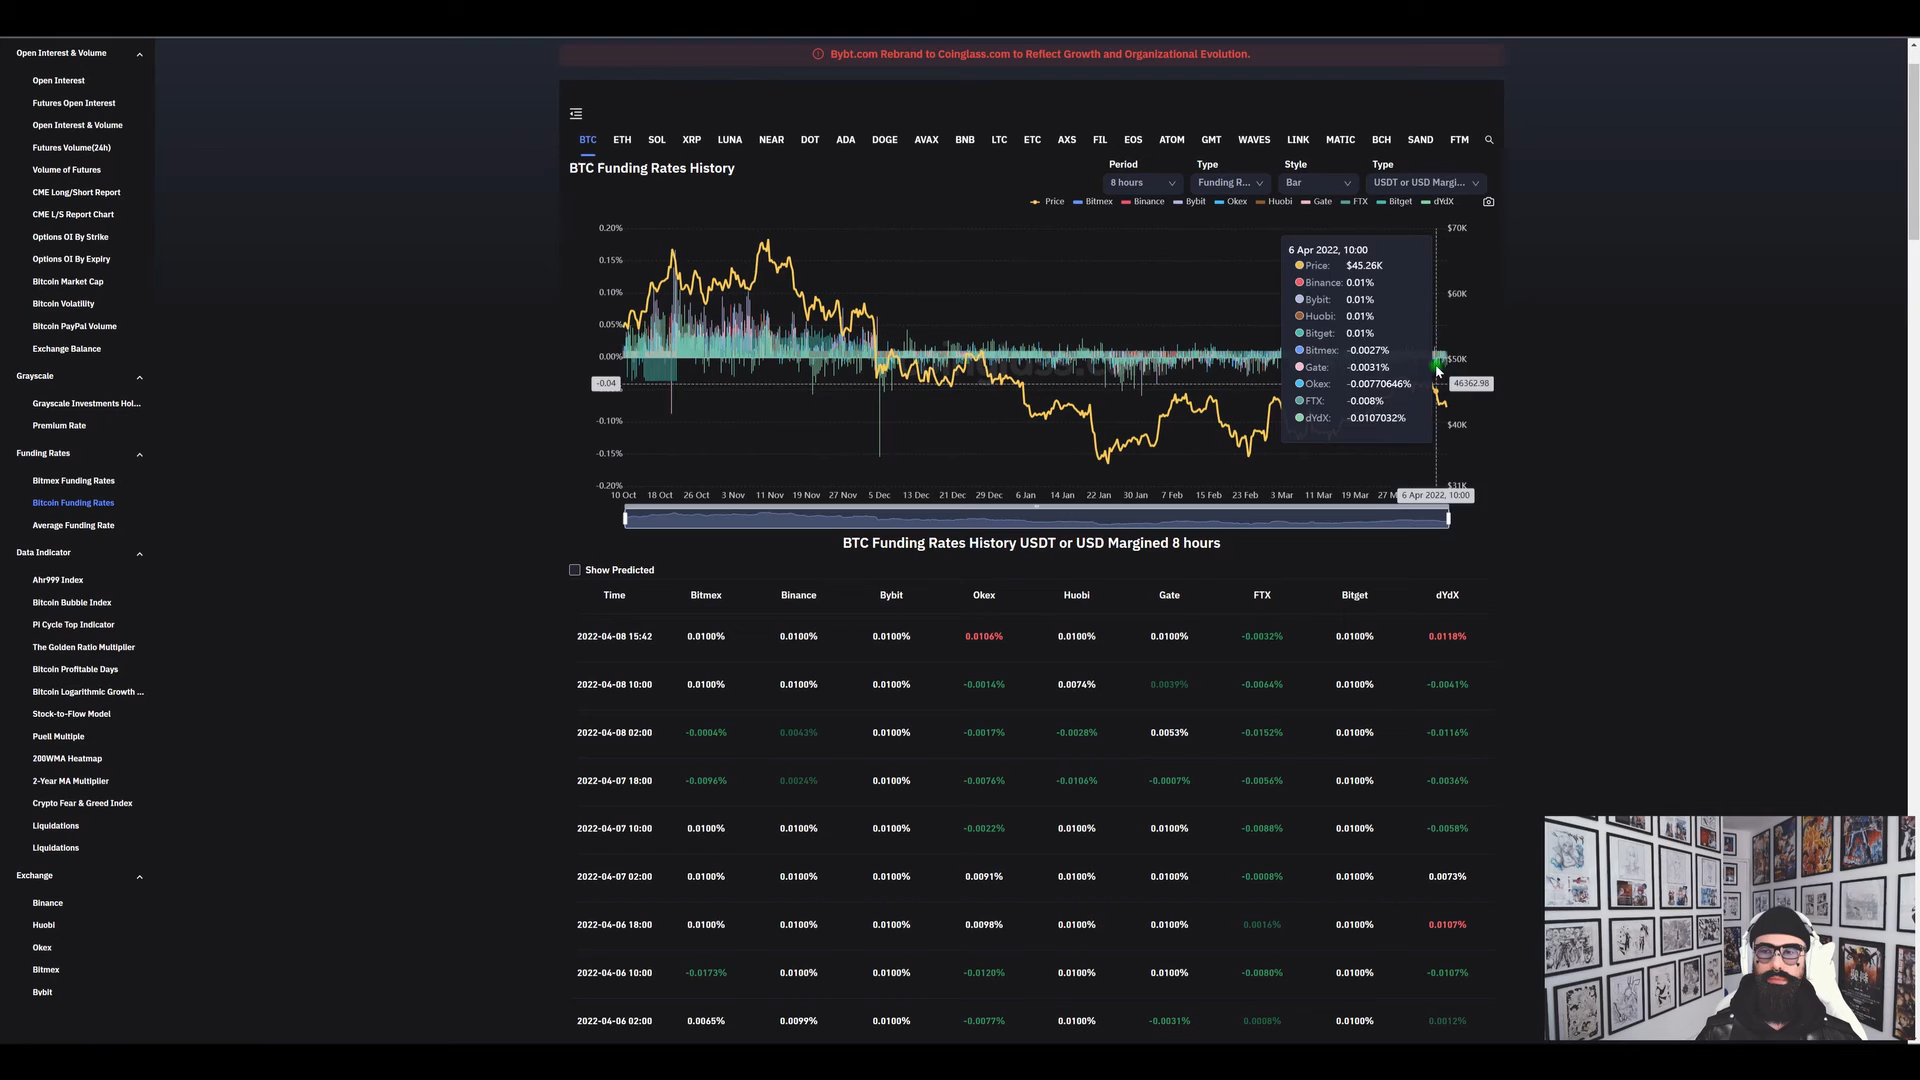 Bybt.com Rebrand to Coinglass.com to Reflect Growth and Organizational Evolution.
Open Interest & Volume
Open Interest
Futures Open Interest
Open Interest & Volume
Futures Volume(24h)
Volume of Futures
CME Long/Short Report
CME L/S Report Chart
Options OI By Strike
Options OI By Expiry
Bitcoin Market Cap
Bitcoin Volatility
Bitcoin PayPal Volume
Exchange Balance
Grayscale
Grayscale Investments Hol...
Premium Rate
Funding Rates
Bitmex Funding Rates
Bitcoin Funding Rates
Average Funding Rate
Data Indicator
Ahr999 Index
Bitcoin Bubble Index
Pi Cycle Top Indicator
The Golden Ratio Multiplier
Bitcoin Profitable Days
Bitcoin Logarithmic Growth ...
Stock-to-Flow Model
Puell Multiple
200WMA Heatmap
2-Year MA Multiplier
Crypto Fear & Greed Index
Liquidations
Liquidations
Exchange
Binance
Huobi
Okex
Bitmex
Bybit
BTC ETH SOL XRP LUNA NEAR DOT ADA DOGE AVAX BNB LTC ETC AXS FIL EOS ATOM GMT WAVES LINK MATIC BCH SAND FTM
BTC Funding Rates History
Period Type Style Type
8 hours Funding R... Bar USDT or USD Margi...
Price Bitmex Binance Bybit Okex Huobi Gate FTX Bitget dYdX
0.20%
0.15%
0.10%
0.05%
0.00%
-0.04
-0.10%
-0.15%
-0.20%
$70K
$60K
$50K
46362.98
$40K
$31K
6 Apr 2022, 10:00
Price: $45.26K
Binance: 0.01%
Bybit: 0.01%
Huobi: 0.01%
Bitget: 0.01%
Bitmex: -0.0027%
Gate: -0.0031%
Okex: -0.00770646%
FTX: -0.008%
dYdX: -0.0107032%
10 Oct 18 Oct 26 Oct 3 Nov 11 Nov 19 Nov 27 Nov 5 Dec 13 Dec 21 Dec 29 Dec 6 Jan 14 Jan 22 Jan 30 Jan 7 Feb 15 Feb 23 Feb 3 Mar 11 Mar 19 Mar 27 M 6 Apr 2022, 10:00
BTC Funding Rates History USDT or USD Margined 8 hours
Show Predicted
Time Bitmex Binance Bybit Okex Huobi Gate FTX Bitget dYdX
2022-04-08 15:42 0.0100% 0.0100% 0.0100% 0.0106% 0.0100% 0.0100% -0.0032% 0.0100% 0.0118%
2022-04-08 10:00 0.0100% 0.0100% 0.0100% -0.0014% 0.0074% 0.0039% -0.0064% 0.0100% -0.0041%
2022-04-08 02:00 -0.0004% 0.0043% 0.0100% -0.0017% -0.0028% 0.0053% -0.0152% 0.0100% -0.0116%
2022-04-07 18:00 -0.0096% 0.0024% 0.0100% -0.0076% -0.0106% -0.0007% -0.0056% 0.0100% -0.0036%
2022-04-07 10:00 0.0100% 0.0100% 0.0100% -0.0022% 0.0100% 0.0100% -0.0088% 0.0100% -0.0058%
2022-04-07 02:00 0.0100% 0.0100% 0.0100% 0.0091% 0.0100% 0.0100% -0.0008% 0.0100% 0.0073%
2022-04-06 18:00 0.0100% 0.0100% 0.0100% 0.0098% 0.0100% 0.0100% 0.0016% 0.0100% 0.0107%
2022-04-06 10:00 -0.0173% 0.0100% 0.0100% -0.0120% 0.0100% 0.0100% -0.0080% 0.0100% -0.0107%
2022-04-06 02:00 0.0065% 0.0099% 0.0100% -0.0077% 0.0100% -0.0031% 0.0008% 0.0100% 0.0012%